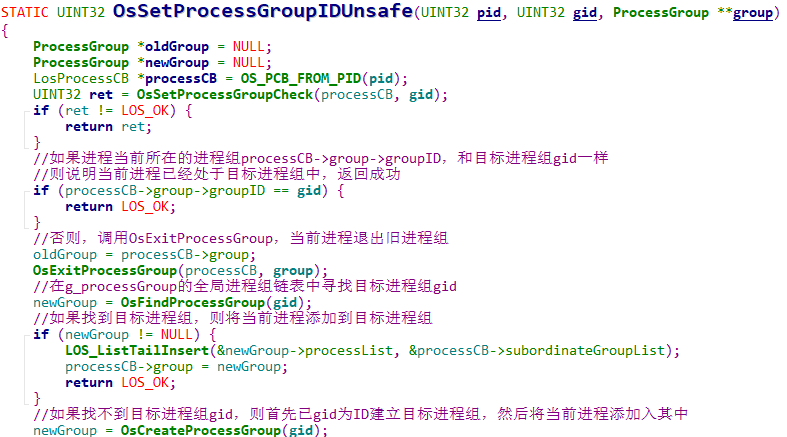 STATIC UINT32 OsSetProcessGroupIDUnsafe(UINT32 pid, UINT32 gid, ProcessGroup **group)
{
    ProcessGroup *oldGroup = NULL;
    ProcessGroup *newGroup = NULL;
    LosProcessCB *processCB = OS_PCB_FROM_PID(pid);
    UINT32 ret = OsSetProcessGroupCheck(processCB, gid);
    if (ret != LOS_OK) {
        return ret;
    }
    //如果进程当前所在的进程组processCB->group->groupID，和目标进程组gid一样
    //则说明当前进程已经处于目标进程组中，返回成功
    if (processCB->group->groupID == gid) {
        return LOS_OK;
    }
    //否则，调用OsExitProcessGroup，当前进程退出旧进程组
    oldGroup = processCB->group;
    OsExitProcessGroup(processCB, group);
    //在g_processGroup的全局进程组链表中寻找目标进程组gid
    newGroup = OsFindProcessGroup(gid);
    //如果找到目标进程组，则将当前进程添加到目标进程组
    if (newGroup != NULL) {
        LOS_ListTailInsert(&newGroup->processList, &processCB->subordinateGroupList);
        processCB->group = newGroup;
        return LOS_OK;
    }
    //如果找不到目标进程组gid，则首先已gid为ID建立目标进程组，然后将当前进程添加入其中
    newGroup = OsCreateProcessGroup(gid);